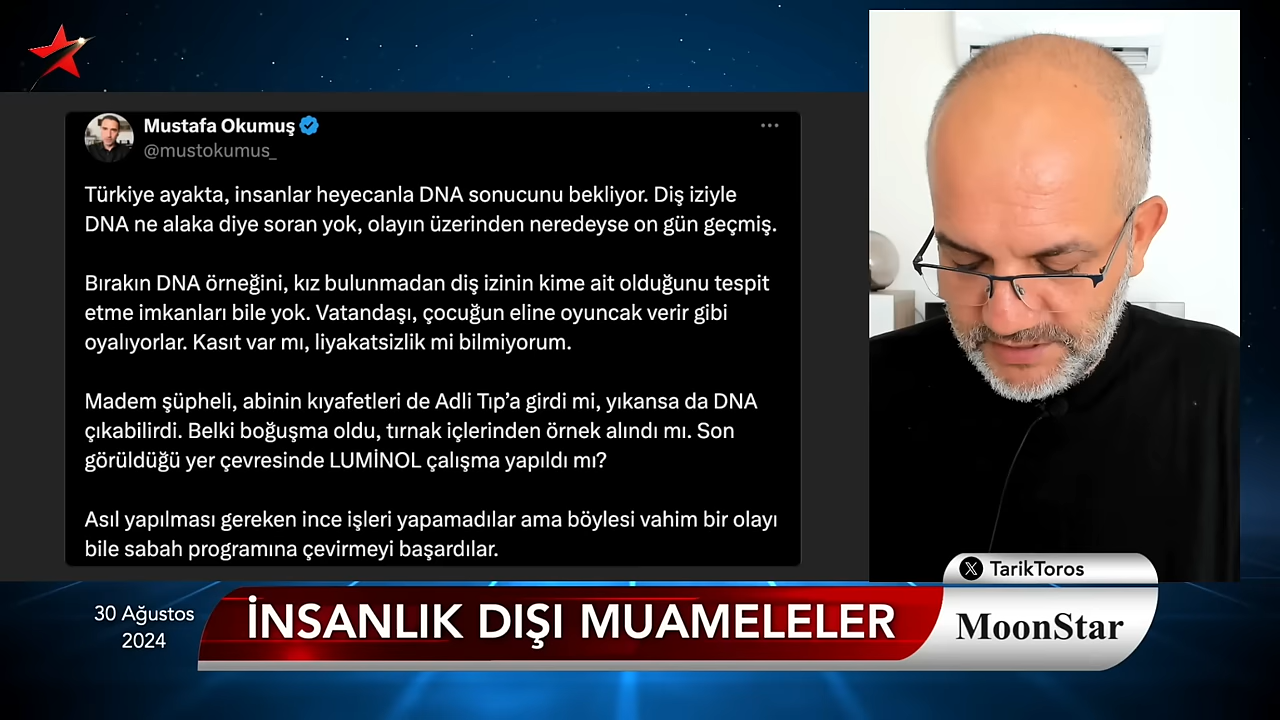 Mustafa Okumuş
@mustokumus_
Türkiye ayakta, insanlar heyecanla DNA sonucunu bekliyor. Diş iziyle
DNA ne alaka diye soran yok, olayın üzerinden neredeyse on gün geçmiş.
Bırakın DNA örneğini, kız bulunmadan diş izinin kime ait olduğunu tespit
etme imkanları bile yok. Vatandaşı, çocuğun eline oyuncak verir gibi
oyalıyorlar. Kasıt var mı, liyakatsizlik mi bilmiyorum.
Madem şüpheli, abinin kıyafetleri de Adli Tıp’a girdi mi, yıkansa da DNA
çıkabilirdi. Belki boğuşma oldu, tırnak içlerinden örnek alındı mı. Son
görüldüğü yer çevresinde LUMİNOL çalışma yapıldı mı?
Asıl yapılması gereken ince işleri yapamadılar ama böylesi vahim bir olayı
bile sabah programına çevirmeyi başardılar.
TarikToros
30 Ağustos
2024
İNSANLIK DIŞI MUAMELELER
MoonStar